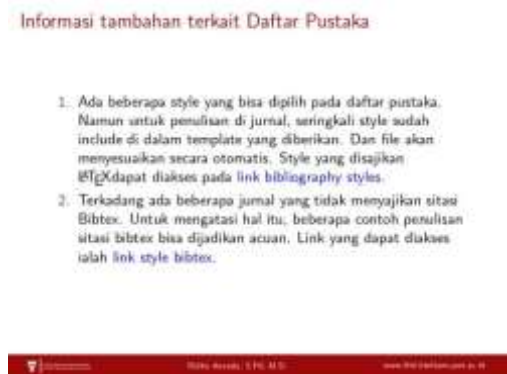 Informasi tambahan terkait Daftar Pustaka
1. Ada beberapa style yang bisa dipilih pada daftar pustaka.
Namun untuk penulisan di jurnal, seringkali style sudah
include di dalam template yang diberikan. Dan file akan
menyesuaikan secara otomatis. Style yang disajikan
LATEXdapat diakses pada link bibliography styles.
2. Terkadang ada beberapa jurnal yang tidak menyajikan sitasi
Bibtex. Untuk mengatasi hal itu, beberapa contoh penulisan
sitasi bibtex bisa dijadikan acuan. Link yang dapat diakses
ialah link style bibtex.